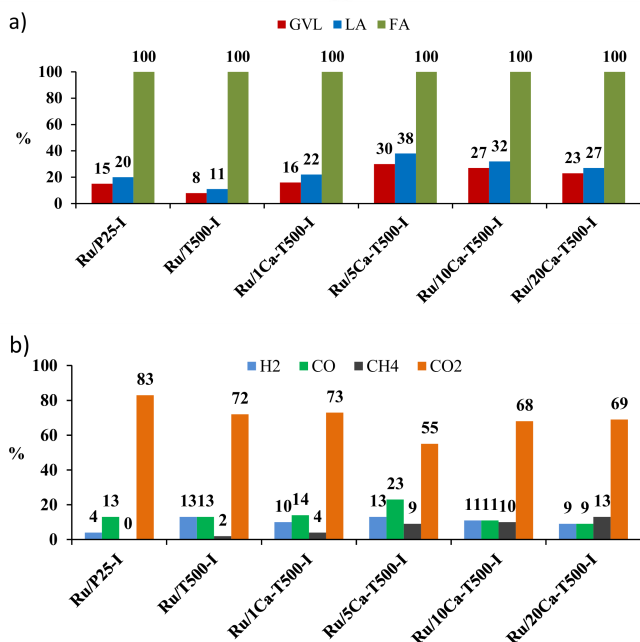 a)
GVL LA FA
100 100 100 100 100 100
100
80
60
40
20
0
%
15 20 8 11 16 22 30 38 27 32 23 27
Ru/P25-I Ru/T500-I Ru/1Ca-T500-I Ru/5Ca-T500-I Ru/10Ca-T500-I Ru/20Ca-T500-I
b)
H2 CO CH4 CO2
100
80
60
40
20
0
%
4 13 0 83 13 13 2 72 10 14 4 73 13 23 9 55 11 11 10 68 9 9 13 69
Ru/P25-I Ru/T500-I Ru/1Ca-T500-I Ru/5Ca-T500-I Ru/10Ca-T500-I Ru/20Ca-T500-I